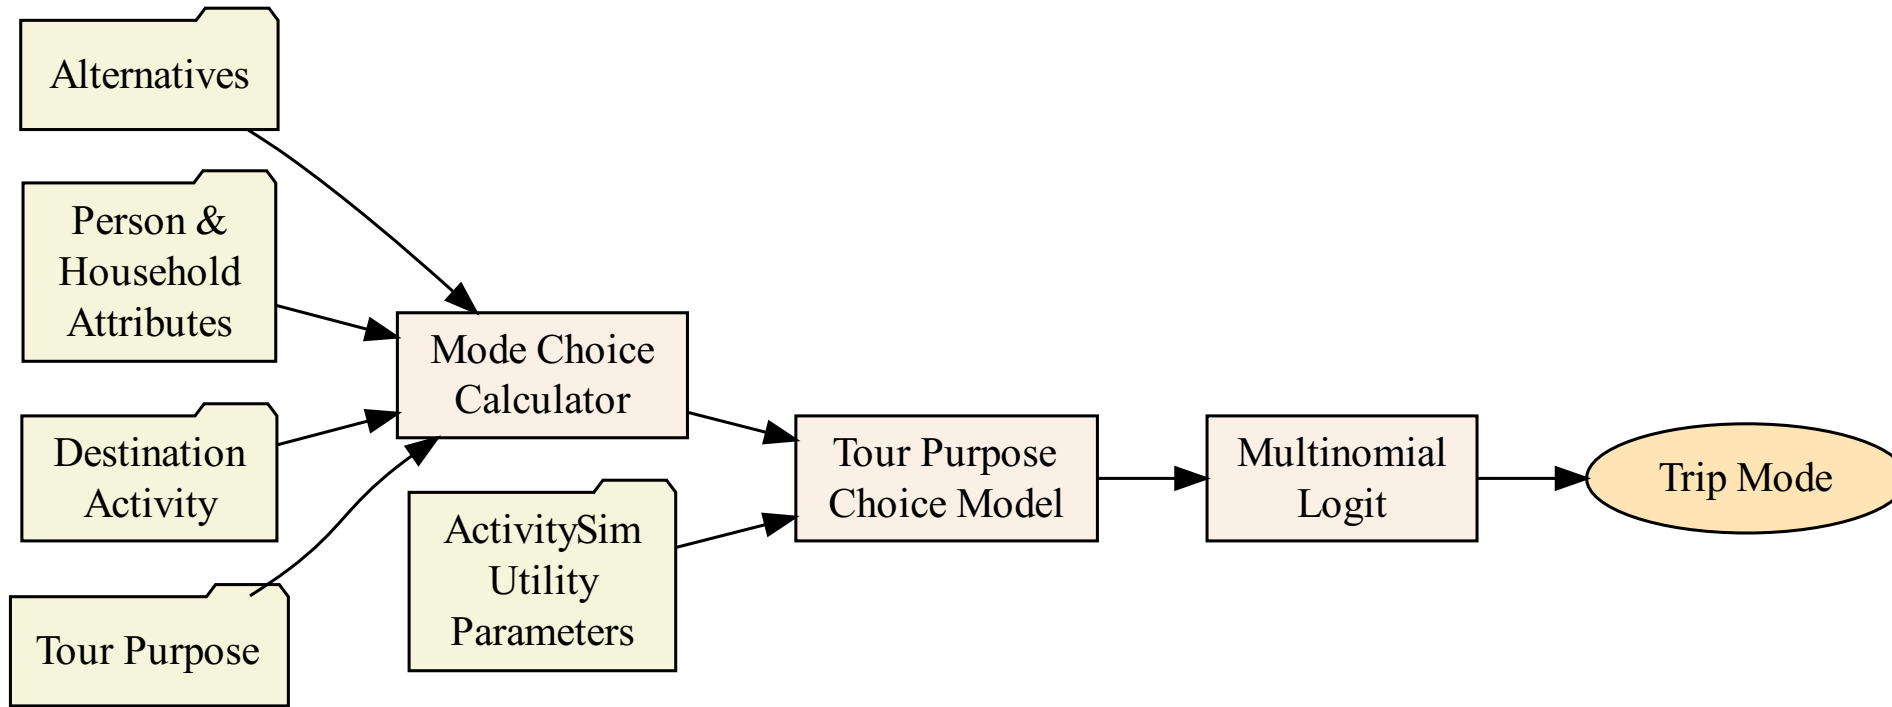 Alternatives
Person &
Household
Attributes
Mode Choice
Calculator
Destination
Activity
Tour Purpose
Choice Model
Multinomial
Logit
Trip Mode
ActivitySim
Utility
Parameters
Tour Purpose